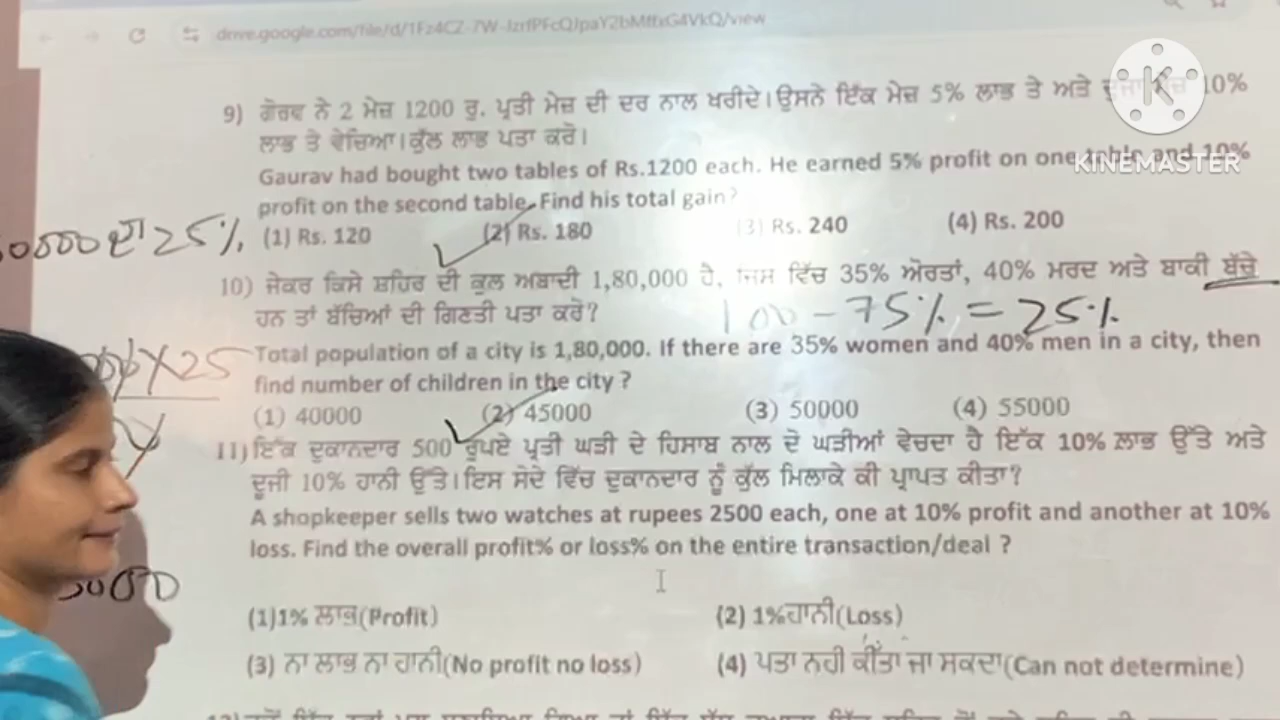 drive.google.com/file/d/1Fz4CZ-7W-JzrfPFcQJpaY2bMffxG4VkQ/view
KINEMASTER
9) ਗੌਰਵ ਨੇ 2 ਮੇਜ਼ 1200 ਰੁ. ਪ੍ਰਤੀ ਮੇਜ਼ ਦੀ ਦਰ ਨਾਲ ਖਰੀਦੇ। ਉਸਨੇ ਇੱਕ ਮੇਜ਼ 5% ਲਾਭ ਤੇ ਅਤੇ 10%
ਲਾਭ ਤੇ ਵੇਚਿਆ। ਕੁੱਲ ਲਾਭ ਪਤਾ ਕਰੋ।
Gaurav had bought two tables of Rs.1200 each. He earned 5% profit on one table and 10%
profit on the second table. Find his total gain?
(1) Rs. 120 (2) Rs. 180 (3) Rs. 240 (4) Rs. 200
ਦਾ 25%
10) ਜੇਕਰ ਕਿਸੇ ਸ਼ਹਿਰ ਦੀ ਕੁਲ ਅਬਾਦੀ 1,80,000 ਹੈ, ਜਿਸ ਵਿੱਚ 35% ਔਰਤਾਂ, 40% ਮਰਦ ਅਤੇ ਬਾਕੀ ਬੱਚੇ
ਹਨ ਤਾਂ ਬੱਚਿਆਂ ਦੀ ਗਿਣਤੀ ਪਤਾ ਕਰੋ?
100 - 75% = 25%
Total population of a city is 1,80,000. If there are 35% women and 40% men in a city, then
find number of children in the city ?
X25
(1) 40000 (2) 45000 (3) 50000 (4) 55000
11) ਇੱਕ ਦੁਕਾਨਦਾਰ 500 ਰੁਪਏ ਪ੍ਰਤੀ ਘੜੀ ਦੇ ਹਿਸਾਬ ਨਾਲ ਦੋ ਘੜੀਆਂ ਵੇਚਦਾ ਹੈ ਇੱਕ 10% ਲਾਭ ਉੱਤੇ ਅਤੇ
ਦੂਜੀ 10% ਹਾਨੀ ਉੱਤੇ। ਇਸ ਸੋਦੇ ਵਿੱਚ ਦੁਕਾਨਦਾਰ ਨੂੰ ਕੁੱਲ ਮਿਲਾਕੇ ਕੀ ਪ੍ਰਾਪਤ ਕੀਤਾ?
A shopkeeper sells two watches at rupees 2500 each, one at 10% profit and another at 10%
loss. Find the overall profit% or loss% on the entire transaction/deal ?
(1)1% ਲਾਭ(Profit) (2) 1%ਹਾਨੀ(Loss)
(3) ਨਾ ਲਾਭ ਨਾ ਹਾਨੀ(No profit no loss) (4) ਪਤਾ ਨਹੀ ਕੀਤਾ ਜਾ ਸਕਦਾ(Can not determine)